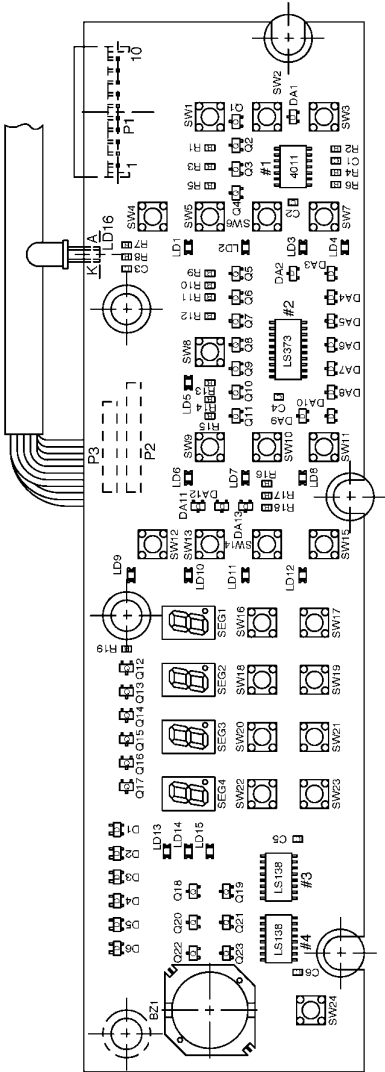 10
P1
1
A
K
LD16
R7
R8
C3
P3
P2
SW1
SW2
SW3
SW4
SW5
SW6
SW7
Q1
Q2
Q3
Q4
DA1
R1
R3
R5
#1
4011
R2
C1
R4
R6
C2
LD1
LD2
LD3
LD4
R9
R10
R11
R12
Q5
Q6
Q7
Q8
Q9
Q10
Q11
DA2
DA3
DA4
DA5
DA6
DA7
DA8
#2
LS373
SW8
LD5
R13
R14
R15
C4
DA9
DA10
SW9
SW10
SW11
LD6
LD7
LD8
R16
R17
R18
DA11
DA12
DA13
SW12
SW13
SW14
SW15
LD9
LD10
LD11
LD12
R19
SEG1
SW16
SW17
Q12
Q13
Q14
Q15
Q16
Q17
SEG2
SW18
SW19
SEG3
SW20
SW21
SEG4
SW22
SW23
D1
D2
D3
D4
D5
D6
LD13
LD14
LD15
C5
LS138
#3
LS138
#4
C6
Q18
Q19
Q20
Q21
Q22
Q23
BZ1
SW24